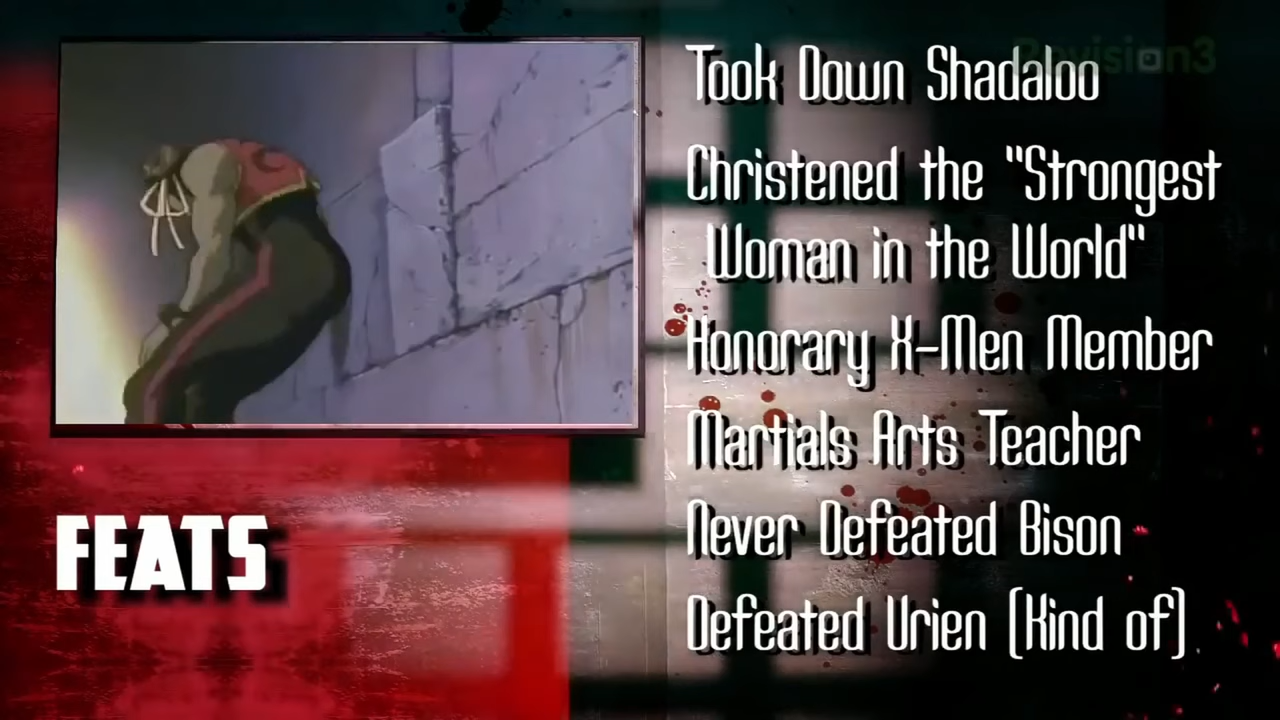 Revision3
Took Down Shadaloo
Christened the "Strongest
Woman in the World"
Honorary X-Men Member
Martials Arts Teacher
Never Defeated Bison
Defeated Urien (Kind of)
FEATS